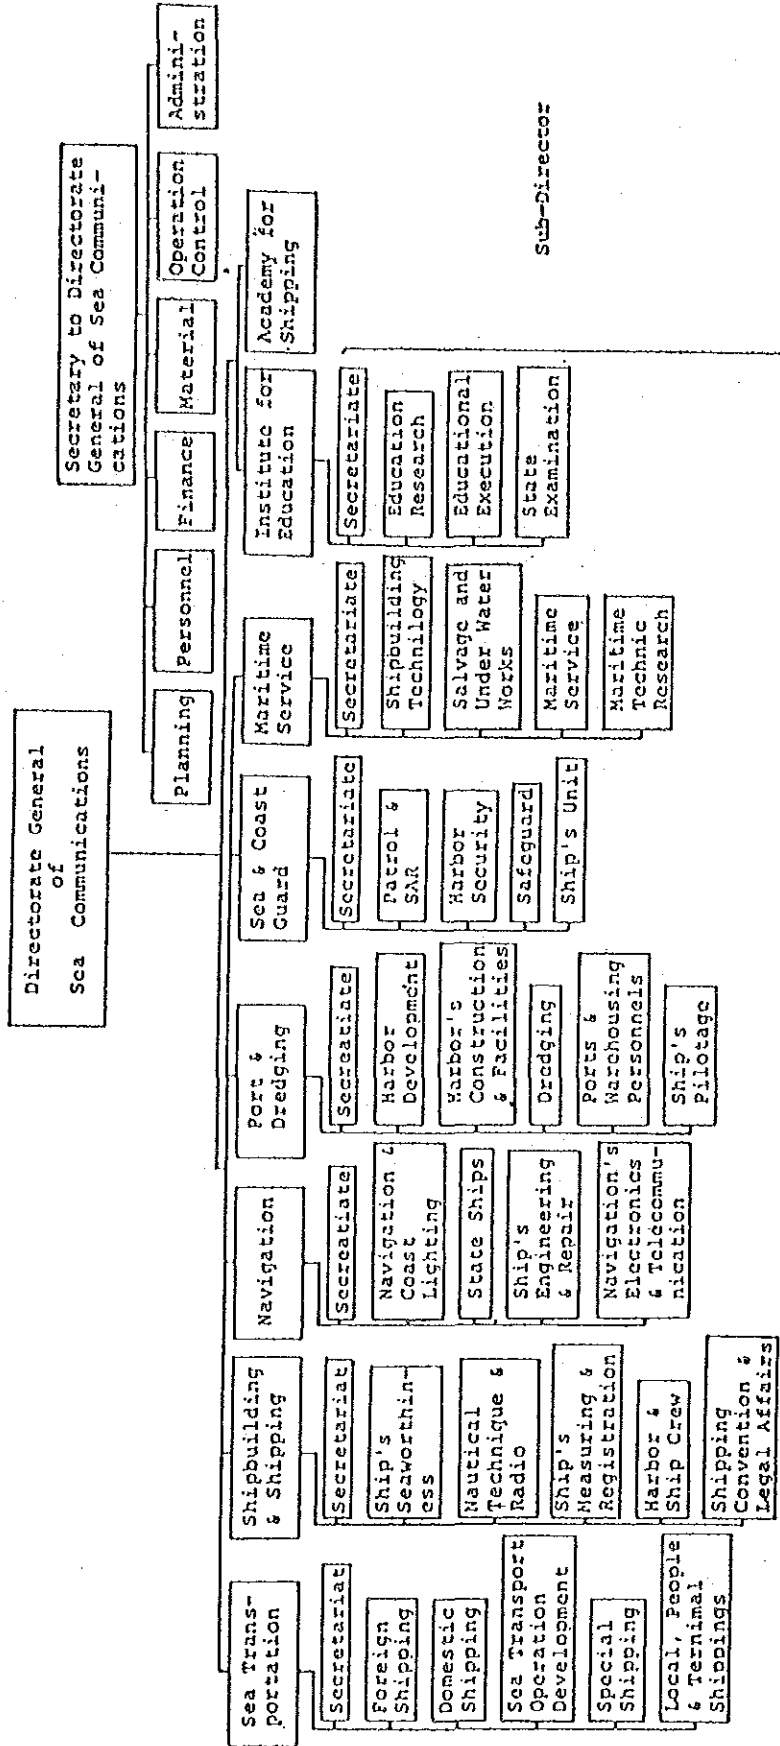 Directorate General
of
Sea Communications
Secretary to Directorate
General of Sea Communi-
cations
Planning
Personnel
Finance
Material
Operation
Control
Admini-
stration
Sea Trans-
portation
Secretariat
Foreign
Shipping
Domestic
Shipping
Sea Transport
Operation
Development
Special
Shipping
Local, People
& Terninal
Shippings
Shipbuilding
& Shipping
Secretariat
Ship's
Seaworthin-
ess
Nautical
Technique &
Radio
Ship's
Measuring &
Registration
Harbor &
Ship Crew
Shipping
Convention &
Legal Affairs
Navigation
Secreatiate
Navigation &
Coast
Lighting
State Ships
Ship's
Engineering
& Repair
Navigation's
Electronics
& Telecommu-
nication
Port &
Dredging
Secreatiate
Harbor
Development
Harbor's
Construction
& Facilities
Dredging
Ports &
Warchousing
Personnels
Ship's
Pilotage
Sea & Coast
Guard
Secretariate
Patrol &
SAR
Harbor
Security
Safeguard
Ship's Unit
Maritime
Service
Secretariate
Shipbuilding
Technilogy
Salvage and
Under Water
Works
Maritime
Service
Maritime
Technic
Research
Institute for
Education
Secretariate
Education
Research
Educational
Execution
State
Examination
Academy for
Shipping
Sub-Director